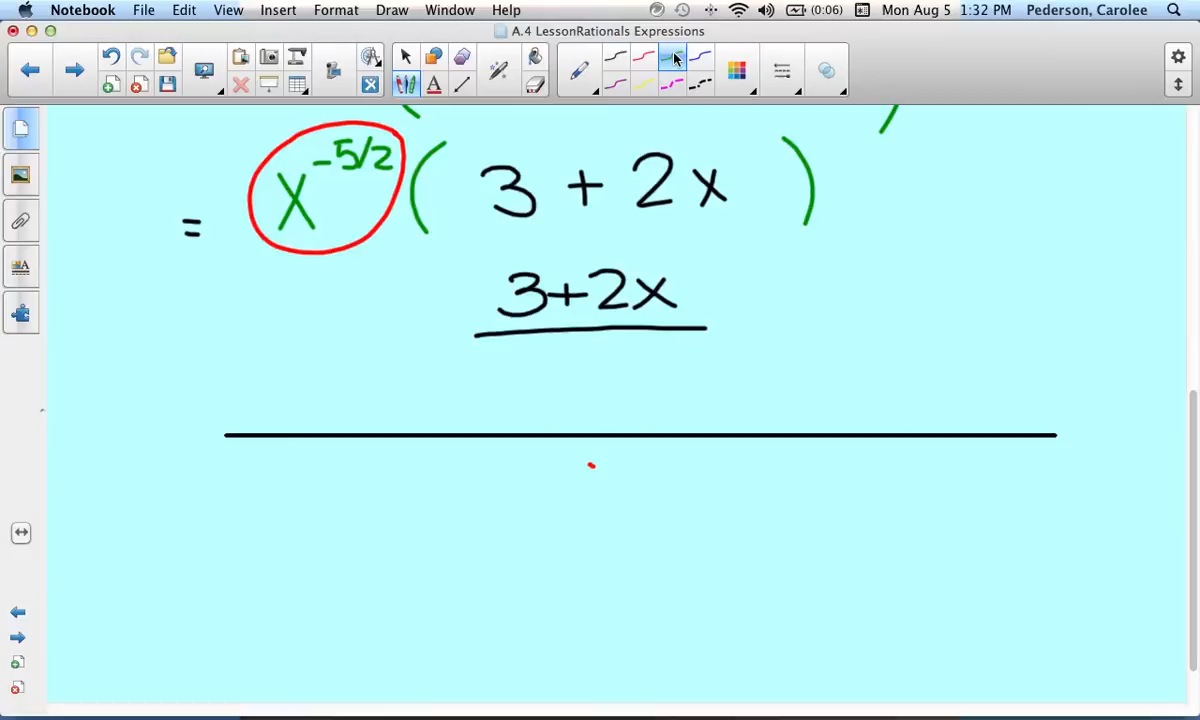 Notebook File Edit View Insert Format Draw Window Help (0:06) Mon Aug 5 1:32 PM Pederson, Carolee
A.4 LessonRationals Expressions
= x^{-5/2} ( 3 + 2x )
3+2x